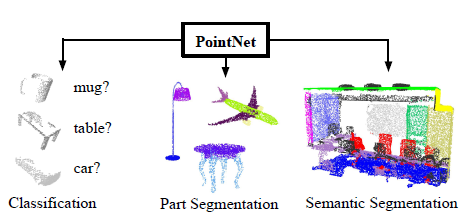 PointNet
mug?
table?
car?
Classification
Part Segmentation
Semantic Segmentation